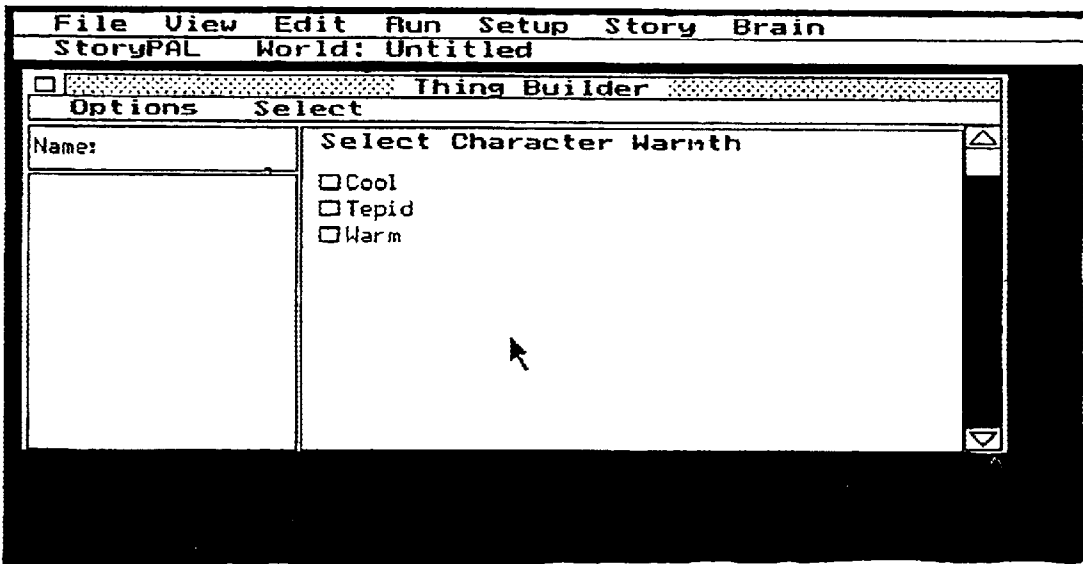 File View Edit Run Setup Story Brain
StoryPAL World: Untitled
Thing Builder
Options Select
Name:
Select Character Warmth
Cool
Tepid
Warm